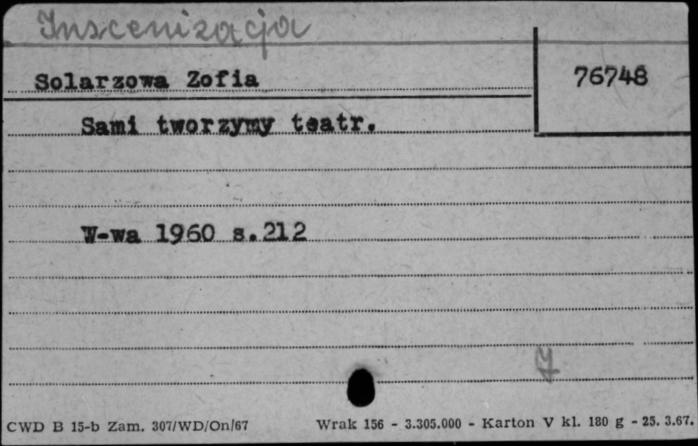 Inscenizacja
Solarzowa Zofia
76748
Sami tworzymy teatr.
W-wa 1960 s.212
CWD B 15-b Zam. 307/WD/On/67
Wrak 156 - 3.305.000 - Karton V kl. 180 g - 25. 3.67.